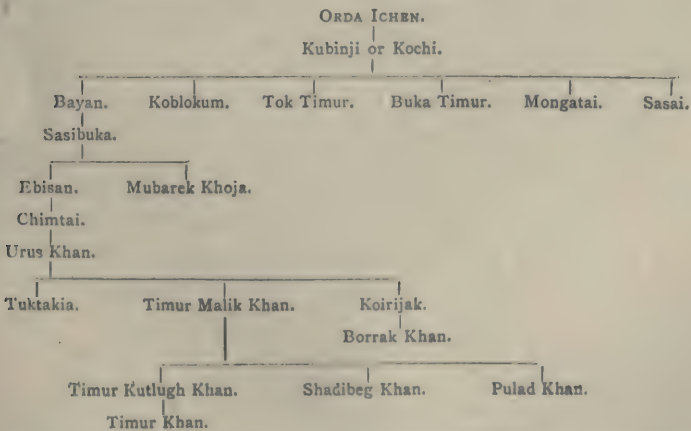 ORDA ICHEN.
Kubinji or Kochi.
Bayan. Koblokum. Tok Timur. Buka Timur. Mongatai. Sasai.
Sasibuka.
Ebisan. Mubarek Khoja.
Chimtai.
Urus Khan.
Tuktakia. Timur Malik Khan. Koirijak.
Borrak Khan.
Timur Kutlugh Khan. Shadibeg Khan. Pulad Khan.
Timur Khan.